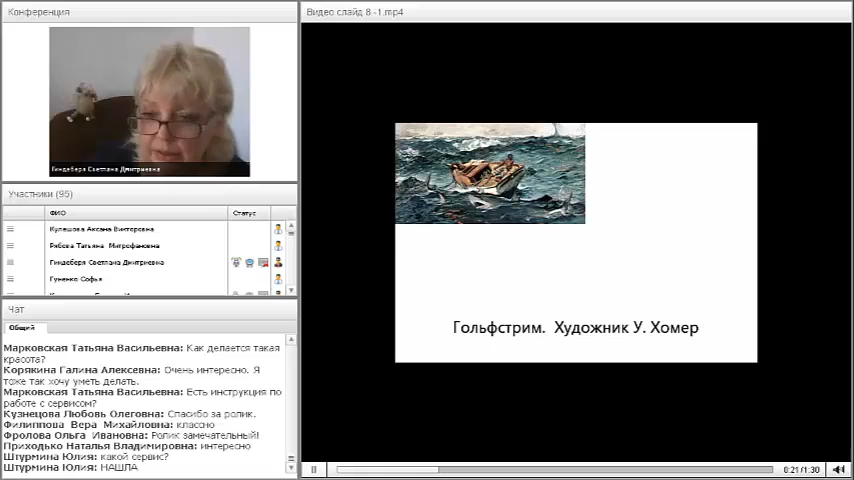 Конференция
Видео слайд 8 -1.mp4
Гиндеберя Светлана Дмитриевна
Участники (95)
ФИО Статус
Кулешова Аксана Викторовна
Рябова Татьяна Митрофановна
Гиндеберя Светлана Дмитриевна
Гуненко Софья
Чат
Общий
Марковская Татьяна Васильевна: Как делается такая
красота?
Корякина Галина Алексевна: Очень интересно. Я
тоже так хочу уметь делать.
Марковская Татьяна Васильевна: Есть инструкция по
работе с сервисом?
Кузнецова Любовь Олеговна: Спасибо за ролик.
Филиппова Вера Михайловна: классно
Фролова Ольга Ивановна: Ролик замечательный!
Приходько Наталья Владимировна: интересно
Штурмина Юлия: какой сервис?
Штурмина Юлия: НАШЛА
Гольфстрим. Художник У. Хомер
0:21/1:30